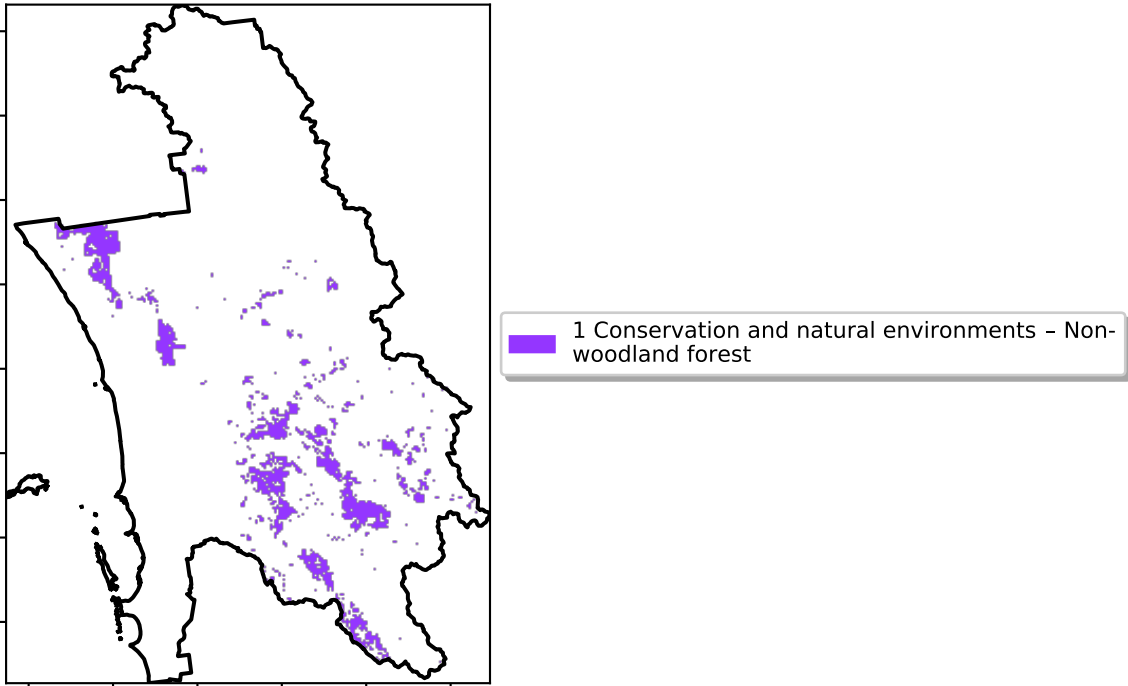 1 Conservation and natural environments – Non-
woodland forest